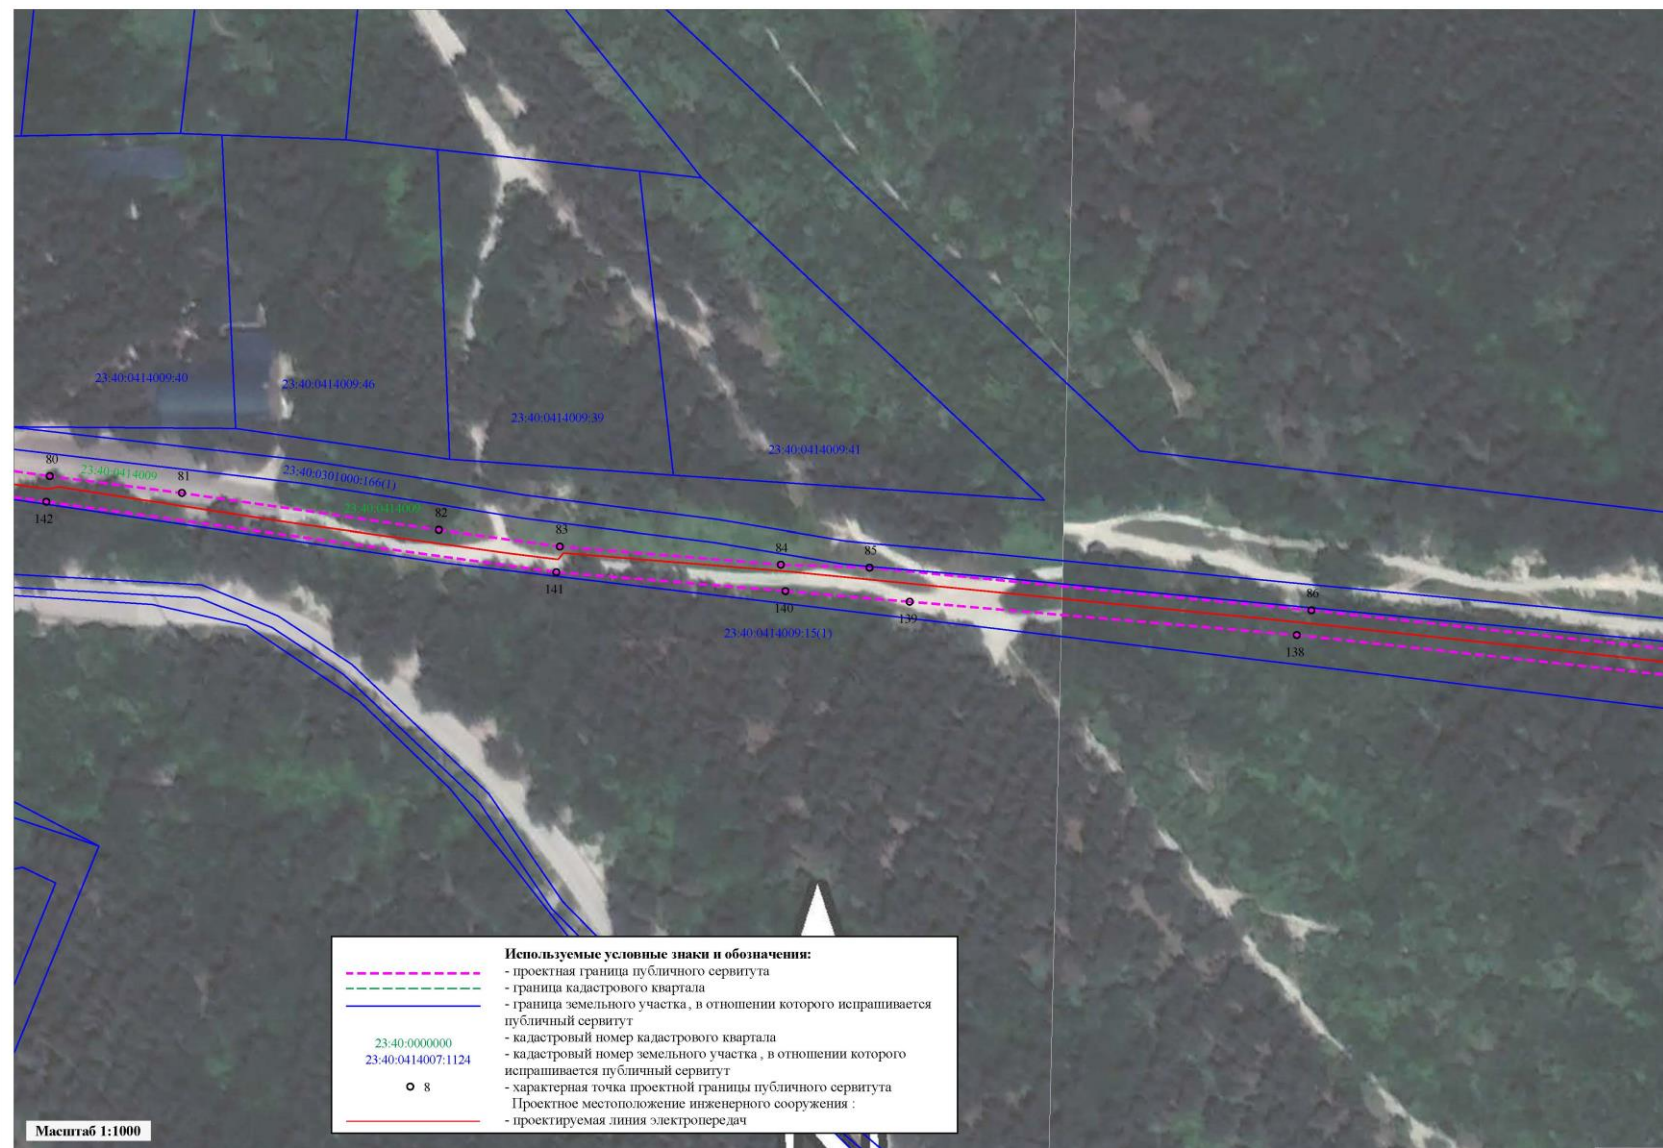 23:40:0414009:40
23:40:0414009:46
23:40:0414009:39
23:40:0414009:41
80
23:40:0414009
81
23:40:0301000:166(1)
142
23:40:0414009
82
83
84
85
141
140
139
86
23:40:0414009:15(1)
138
Используемые условные знаки и обозначения:
- проектная граница публичного сервитута
- граница кадастрового квартала
- граница земельного участка , в отношении которого испрашивается
публичный сервитут
23:40:0000000 - кадастровый номер кадастрового квартала
23:40:0414007:1124 - кадастровый номер земельного участка , в отношении которого
испрашивается публичный сервитут
8 - характерная точка проектной границы публичного сервитута
Проектное местоположение инженерного сооружения :
- проектируемая линия электропередач
Масштаб 1:1000